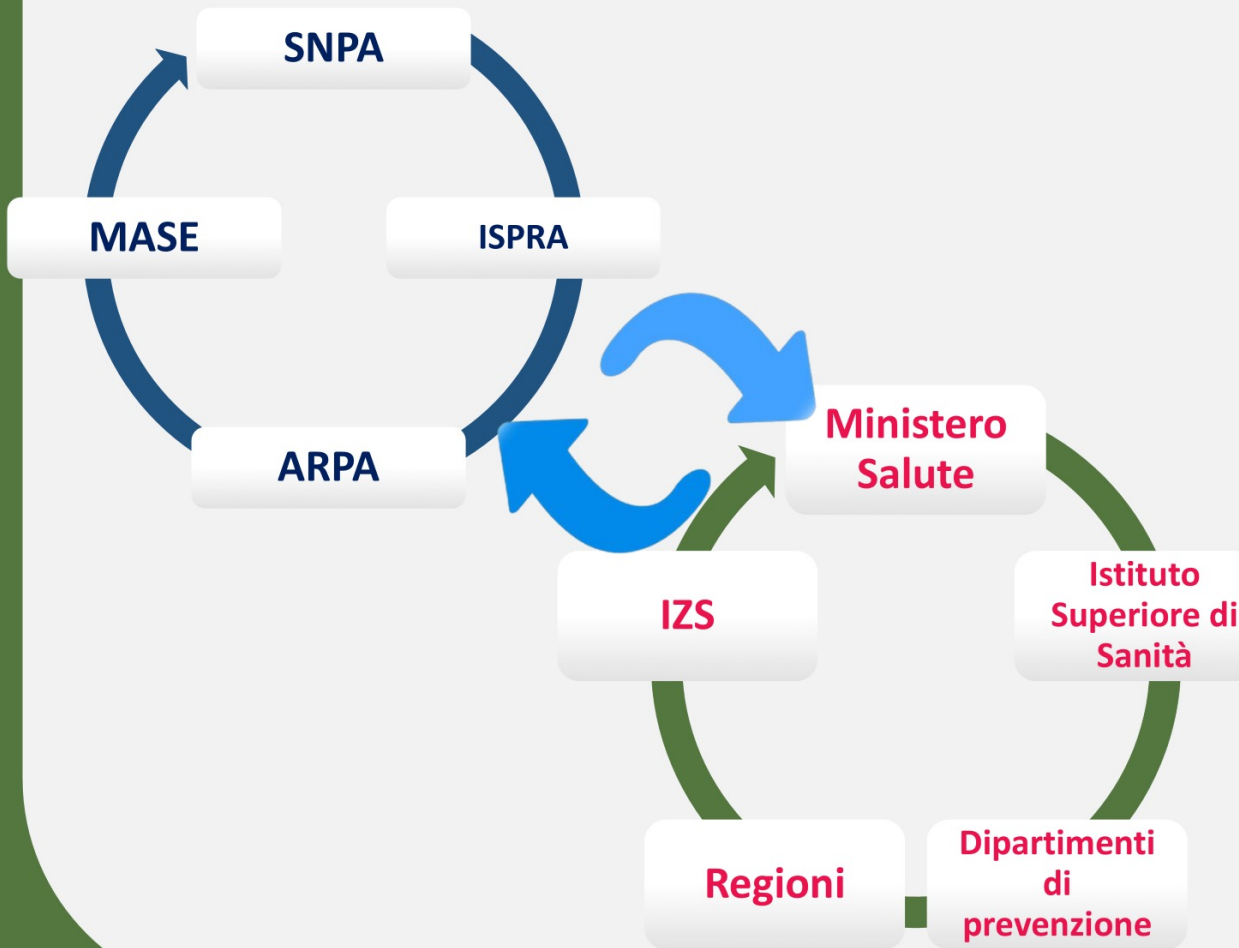 SNPA
MASE
ISPRA
ARPA
Ministero
Salute
IZS
Istituto
Superiore di
Sanità
Regioni
Dipartimenti
di
prevenzione